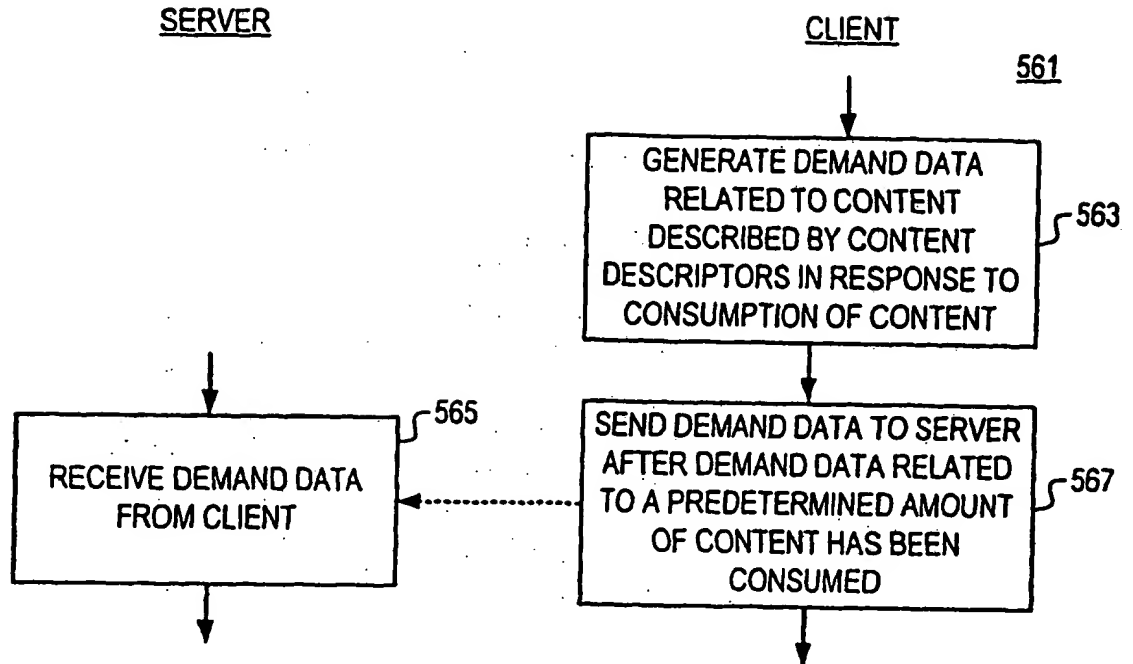 SERVER
CLIENT
561
GENERATE DEMAND DATA
RELATED TO CONTENT
DESCRIBED BY CONTENT
DESCRIPTORS IN RESPONSE TO
CONSUMPTION OF CONTENT
563
SEND DEMAND DATA TO SERVER
AFTER DEMAND DATA RELATED
TO A PREDETERMINED AMOUNT
OF CONTENT HAS BEEN
CONSUMED
567
565
RECEIVE DEMAND DATA
FROM CLIENT